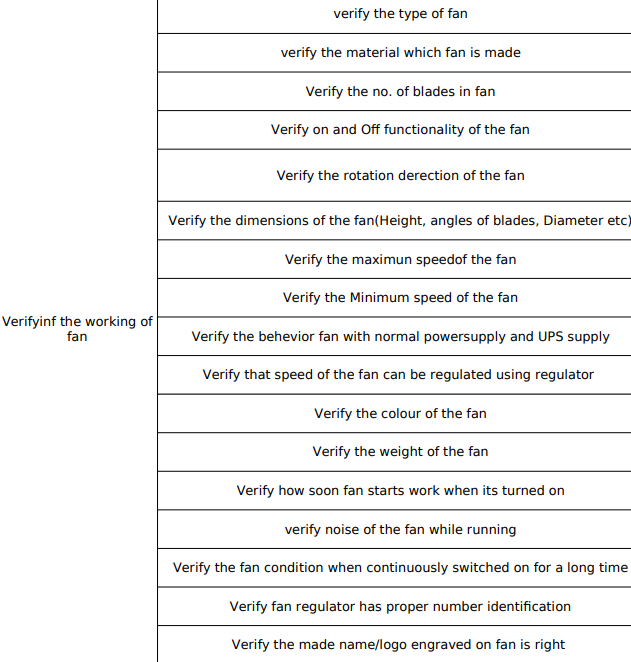 verify the type of fan
verify the material which fan is made
Verify the no. of blades in fan
Verify on and Off functionality of the fan
Verify the rotation derection of the fan
Verify the dimensions of the fan(Height, angles of blades, Diameter etc)
Verify the maximun speedof the fan
Verify the Minimum speed of the fan
Verifyinf the working of
fan
Verify the behevior fan with normal powersupply and UPS supply
Verify that speed of the fan can be regulated using regulator
Verify the colour of the fan
Verify the weight of the fan
Verify how soon fan starts work when its turned on
verify noise of the fan while running
Verify the fan condition when continuously switched on for a long time
Verify fan regulator has proper number identification
Verify the made name/logo engraved on fan is right